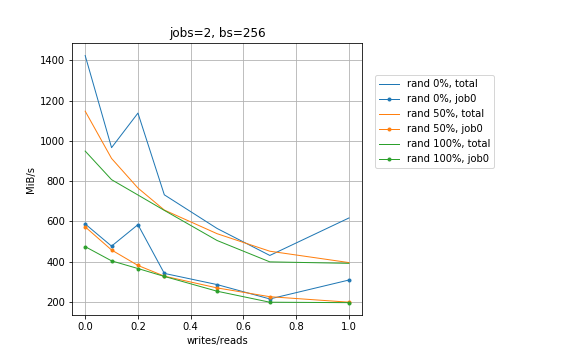 jobs=2, bs=256
MiB/s
1400
1200
1000
800
600
400
200
0.0 0.2 0.4 0.6 0.8 1.0
writes/reads
rand 0%, total
rand 0%, job0
rand 50%, total
rand 50%, job0
rand 100%, total
rand 100%, job0